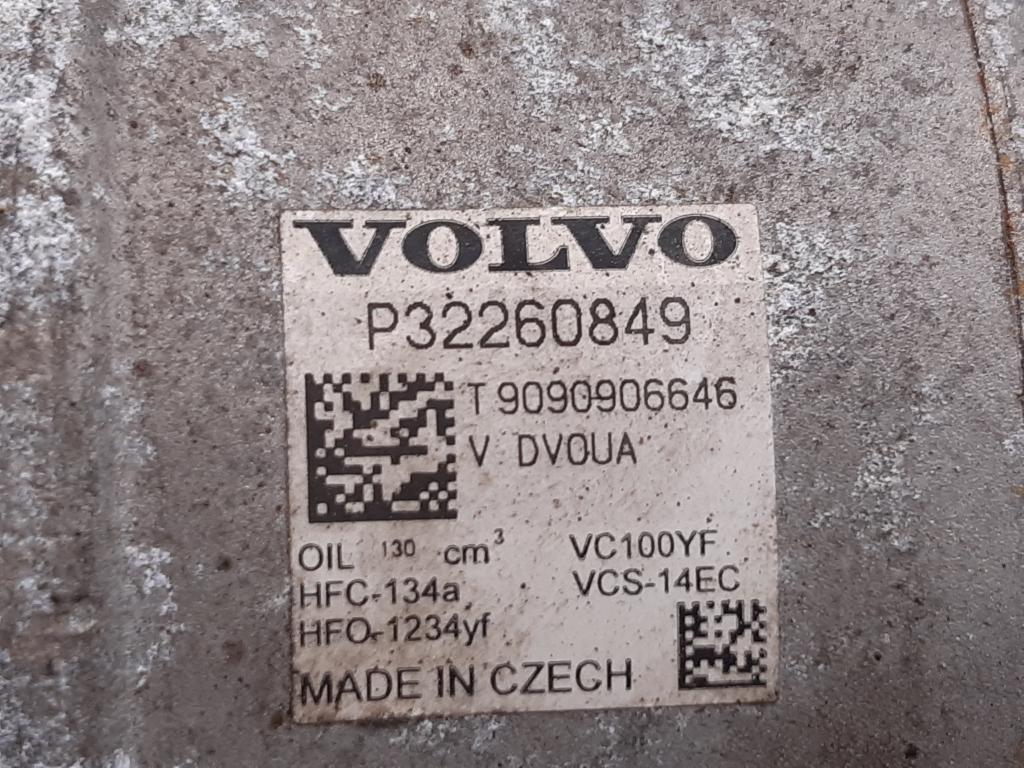 VOLVO
P32260849
T 9090906646
V DV0UA
OIL 130 cm³ VC100YF
HFC-134a VCS-14EC
HFO-1234yf
MADE IN CZECH